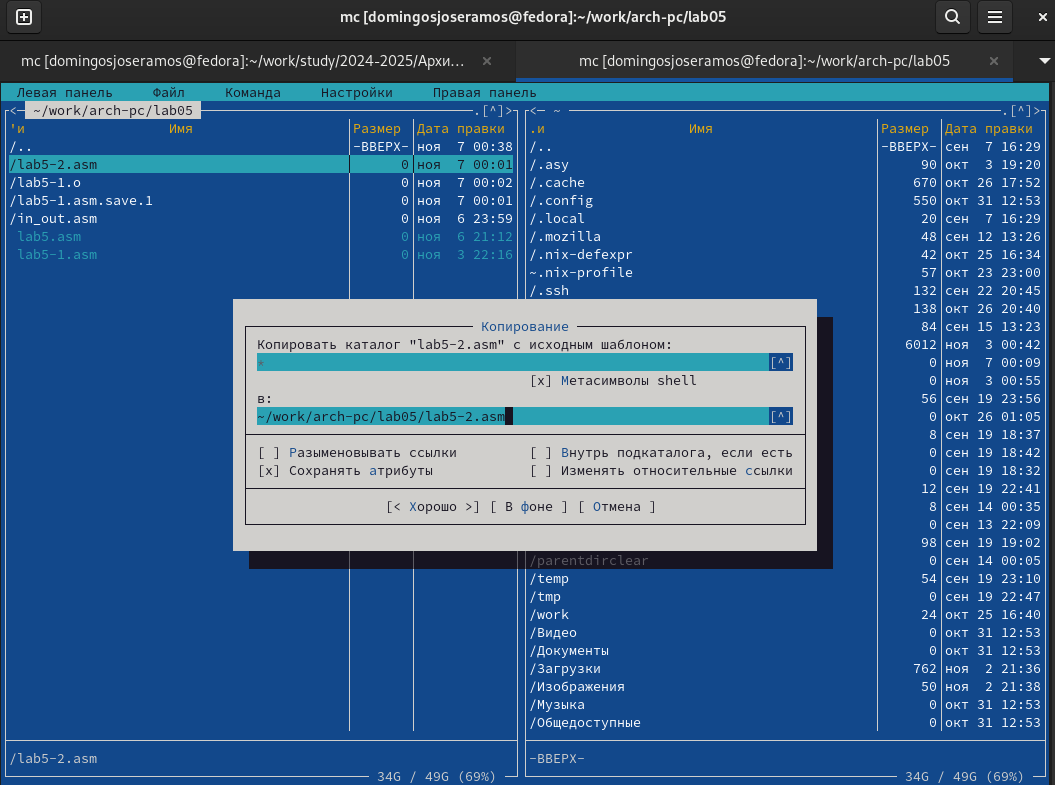 mc [domingosjoseramos@fedora]:~/work/arch-pc/lab05
mc [domingosjoseramos@fedora]:~/work/study/2024-2025/Архи...
mc [domingosjoseramos@fedora]:~/work/arch-pc/lab05
Левая панель Файл Команда Настройки Правая панель
<— ~/work/arch-pc/lab05 .[^]>
'и Имя Размер Дата правки
/.. -ВВЕРХ- ноя 7 00:38
/lab5-2.asm 0 ноя 7 00:01
/lab5-1.o 0 ноя 7 00:02
/lab5-1.asm.save.1 0 ноя 7 00:01
/in_out.asm 0 ноя 6 23:59
lab5.asm 0 ноя 6 21:12
lab5-1.asm 0 ноя 3 22:16
/lab5-2.asm
34G / 49G (69%)
<— ~ .[^]>
.и Имя Размер Дата правки
/.. -ВВЕРХ- сен 7 16:29
/.asy 90 окт 3 19:20
/.cache 670 окт 26 17:52
/.config 550 окт 31 12:53
/.local 20 сен 7 16:29
/.mozilla 48 сен 12 13:26
/.nix-defexpr 42 окт 25 16:34
~.nix-profile 57 окт 23 23:00
/.ssh 132 сен 22 20:45
138 окт 26 20:40
84 сен 15 13:23
6012 ноя 3 00:42
0 ноя 7 00:09
0 ноя 3 00:55
56 сен 19 23:56
0 окт 26 01:05
8 сен 19 18:37
0 сен 19 18:42
0 сен 19 18:32
12 сен 19 22:41
8 сен 14 00:35
0 сен 13 22:09
98 сен 19 19:02
/parentdirclear 0 сен 14 00:05
/temp 54 сен 19 23:10
/tmp 0 сен 19 22:47
/work 24 окт 25 16:40
/Видео 0 окт 31 12:53
/Документы 0 окт 31 12:53
/Загрузки 762 ноя 2 21:36
/Изображения 50 ноя 2 21:38
/Музыка 0 окт 31 12:53
/Общедоступные 0 окт 31 12:53
-ВВЕРХ-
34G / 49G (69%)
Копирование
Копировать каталог "lab5-2.asm" с исходным шаблоном:
* [^]
[x] Метасимволы shell
в:
~/work/arch-pc/lab05/lab5-2.asm [^]
[ ] Разыменовывать ссылки [ ] Внутрь подкаталога, если есть
[x] Сохранять атрибуты [ ] Изменять относительные ссылки
[< Хорошо >] [ В фоне ] [ Отмена ]